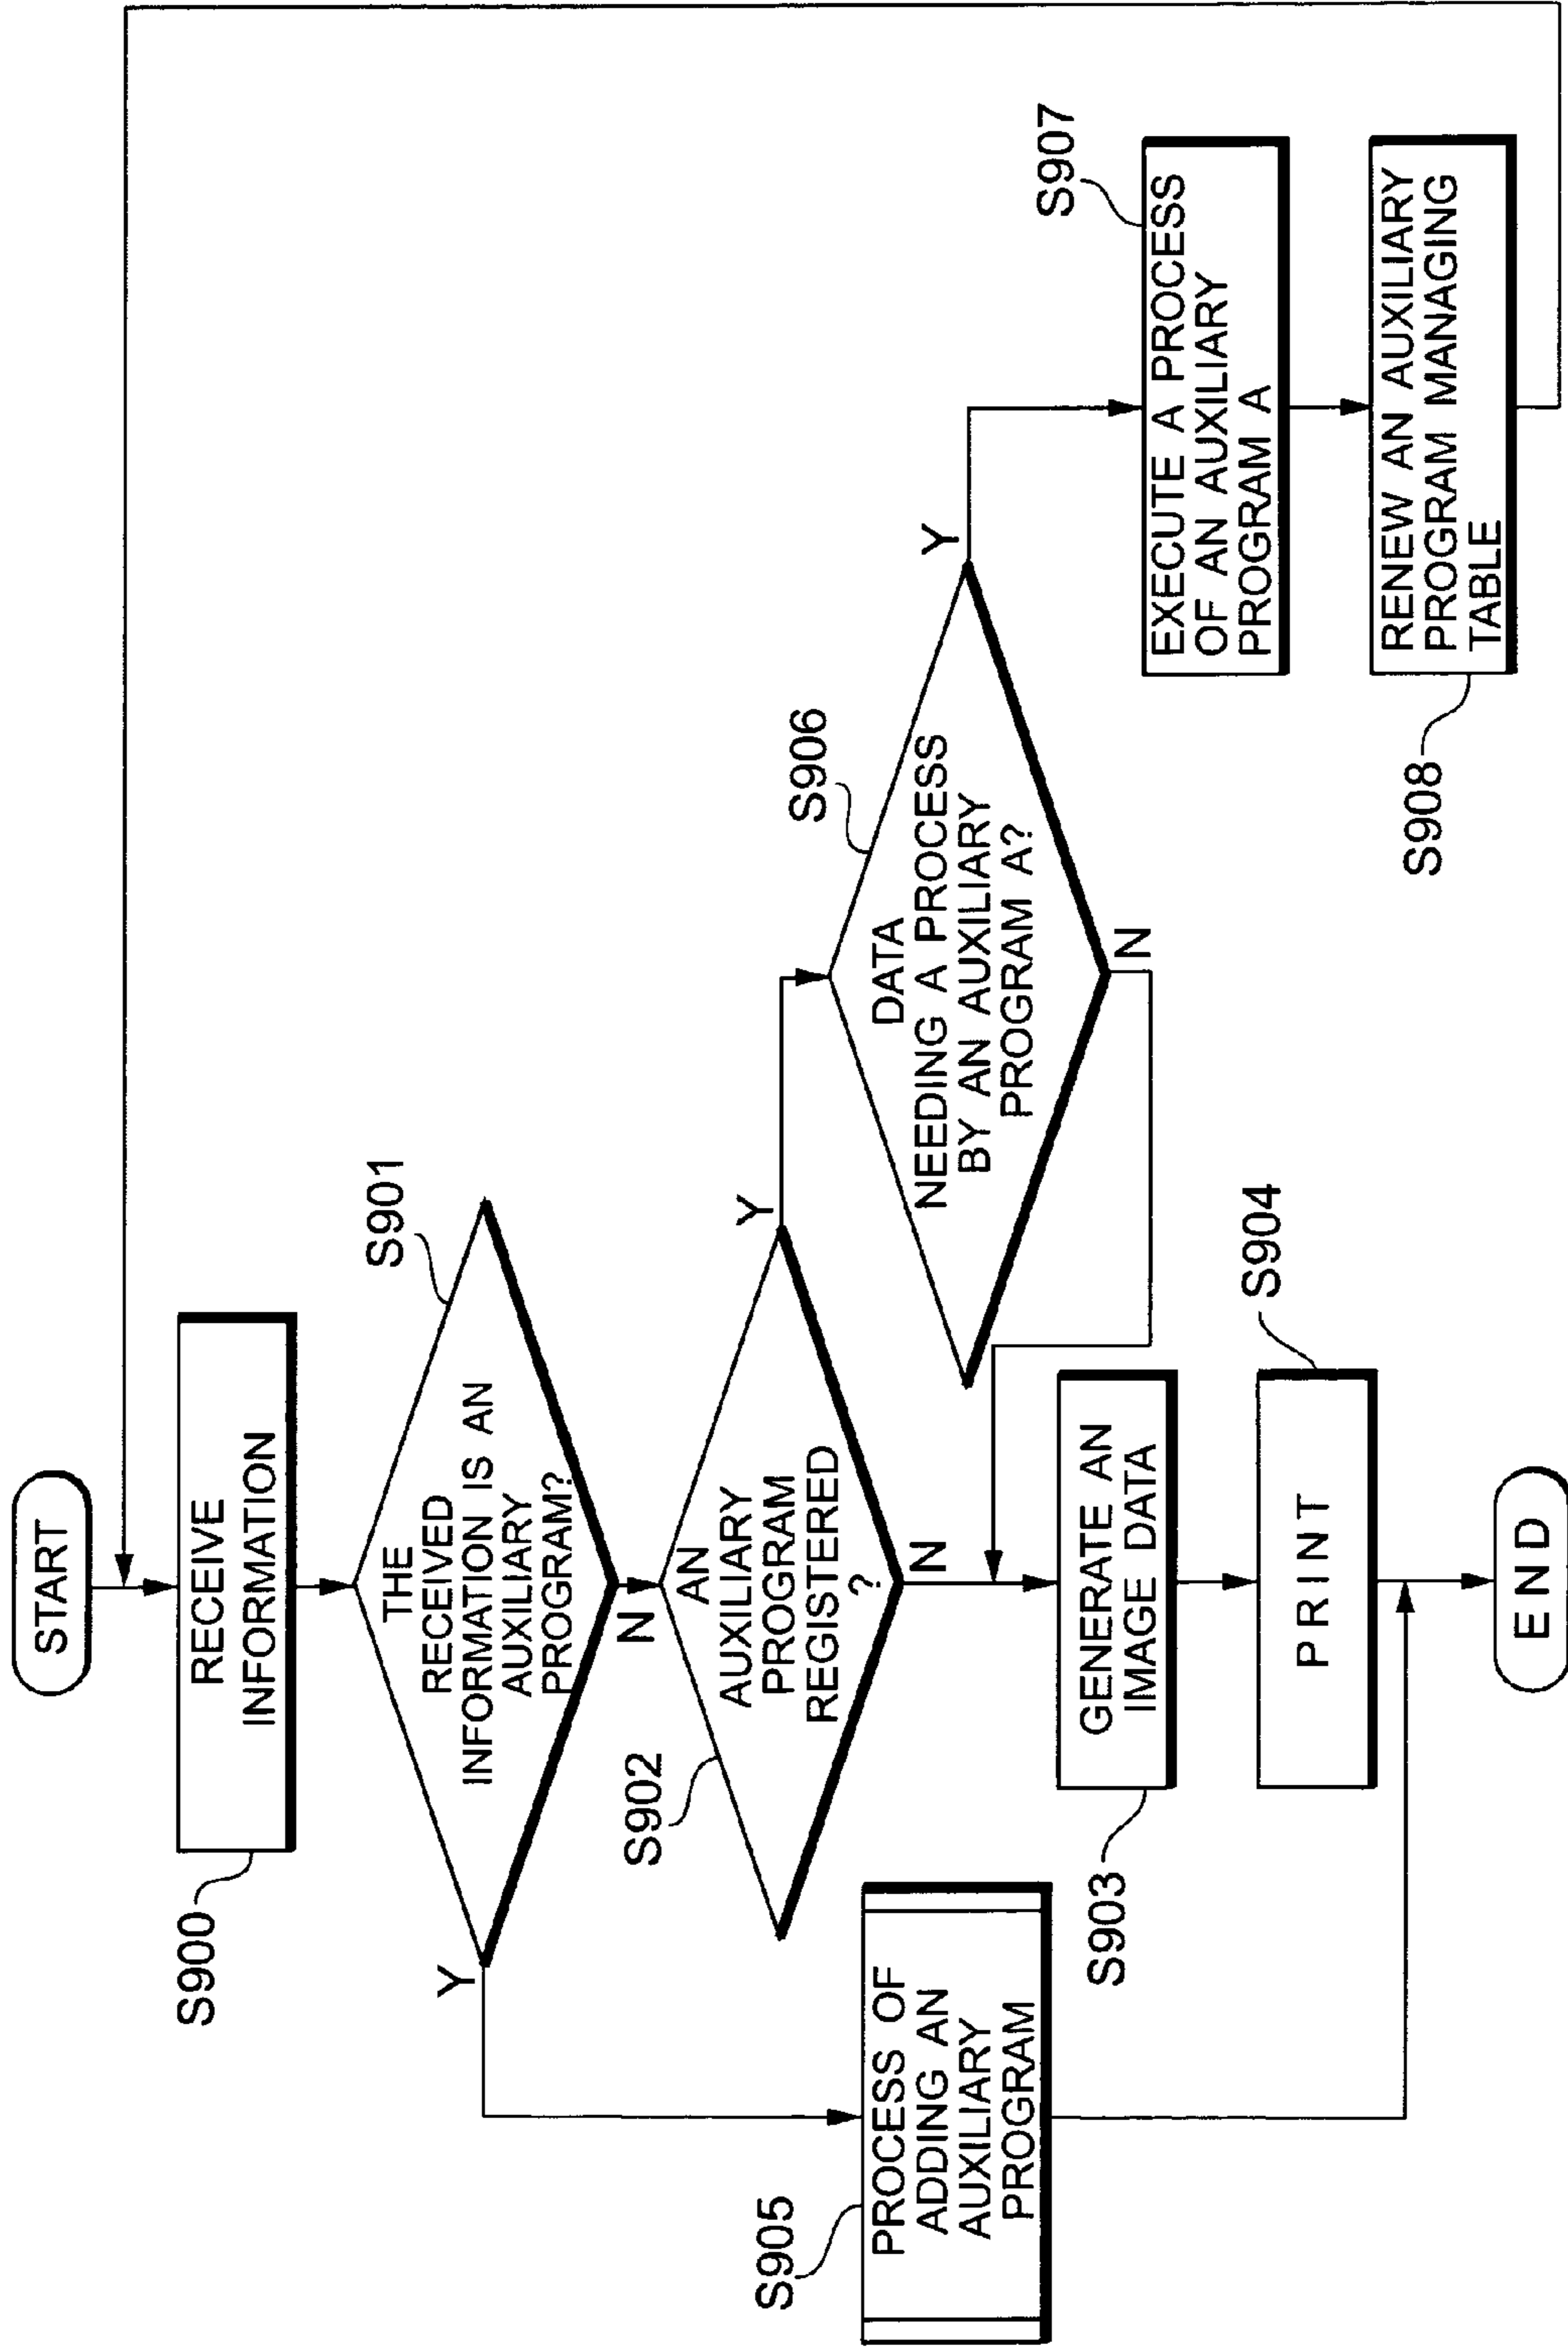 START
S900
RECEIVE
INFORMATION
S901
THE
RECEIVED
INFORMATION IS AN
AUXILIARY
PROGRAM?
Y
N
S902
AN
AUXILIARY
PROGRAM
REGISTERED
?
Y
N
S905
PROCESS OF
ADDING AN
AUXILIARY
PROGRAM
S906
DATA
NEEDING A PROCESS
BY AN AUXILIARY
PROGRAM A?
Y
N
S903
GENERATE AN
IMAGE DATA
S904
PRINT
S907
EXECUTE A PROCESS
OF AN AUXILIARY
PROGRAM A
S908
RENEW AN AUXILIARY
PROGRAM MANAGING
TABLE
END